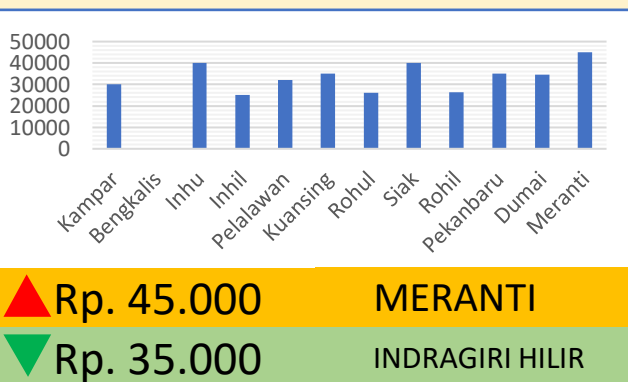 50000
40000
30000
20000
10000
0
Kampar
Bengkalis
Inhu
Inhil
Pelalawan
Kuansing
Rohul
Siak
Rohil
Pekanbaru
Dumai
Meranti
Rp. 45.000 MERANTI
Rp. 35.000 INDRAGIRI HILIR